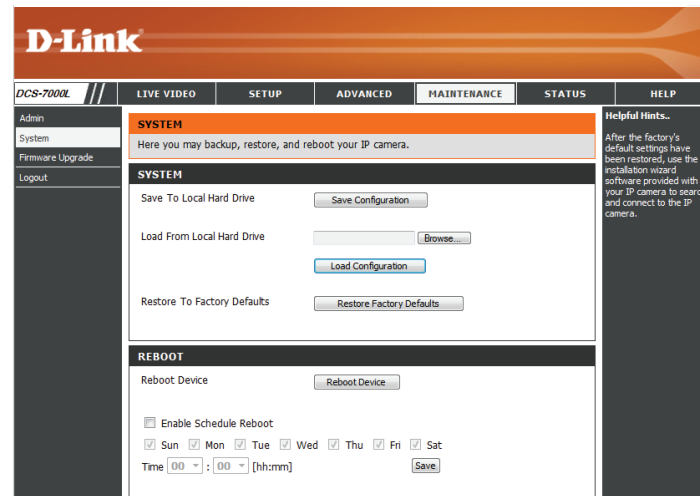 D-Link
DCS-7000L // LIVE VIDEO SETUP ADVANCED MAINTENANCE STATUS HELP
Admin
System
Firmware Upgrade
Logout
SYSTEM
Here you may backup, restore, and reboot your IP camera.
SYSTEM
Save To Local Hard Drive Save Configuration
Load From Local Hard Drive Browse...
Load Configuration
Restore To Factory Defaults Restore Factory Defaults
REBOOT
Reboot Device Reboot Device
Enable Schedule Reboot
Sun Mon Tue Wed Thu Fri Sat
Time 00 : 00 [hh:mm] Save
Helpful Hints..
After the factory's
default settings have
been restored, use the
installation wizard
software provided with
your IP camera to searc
and connect to the IP
camera.